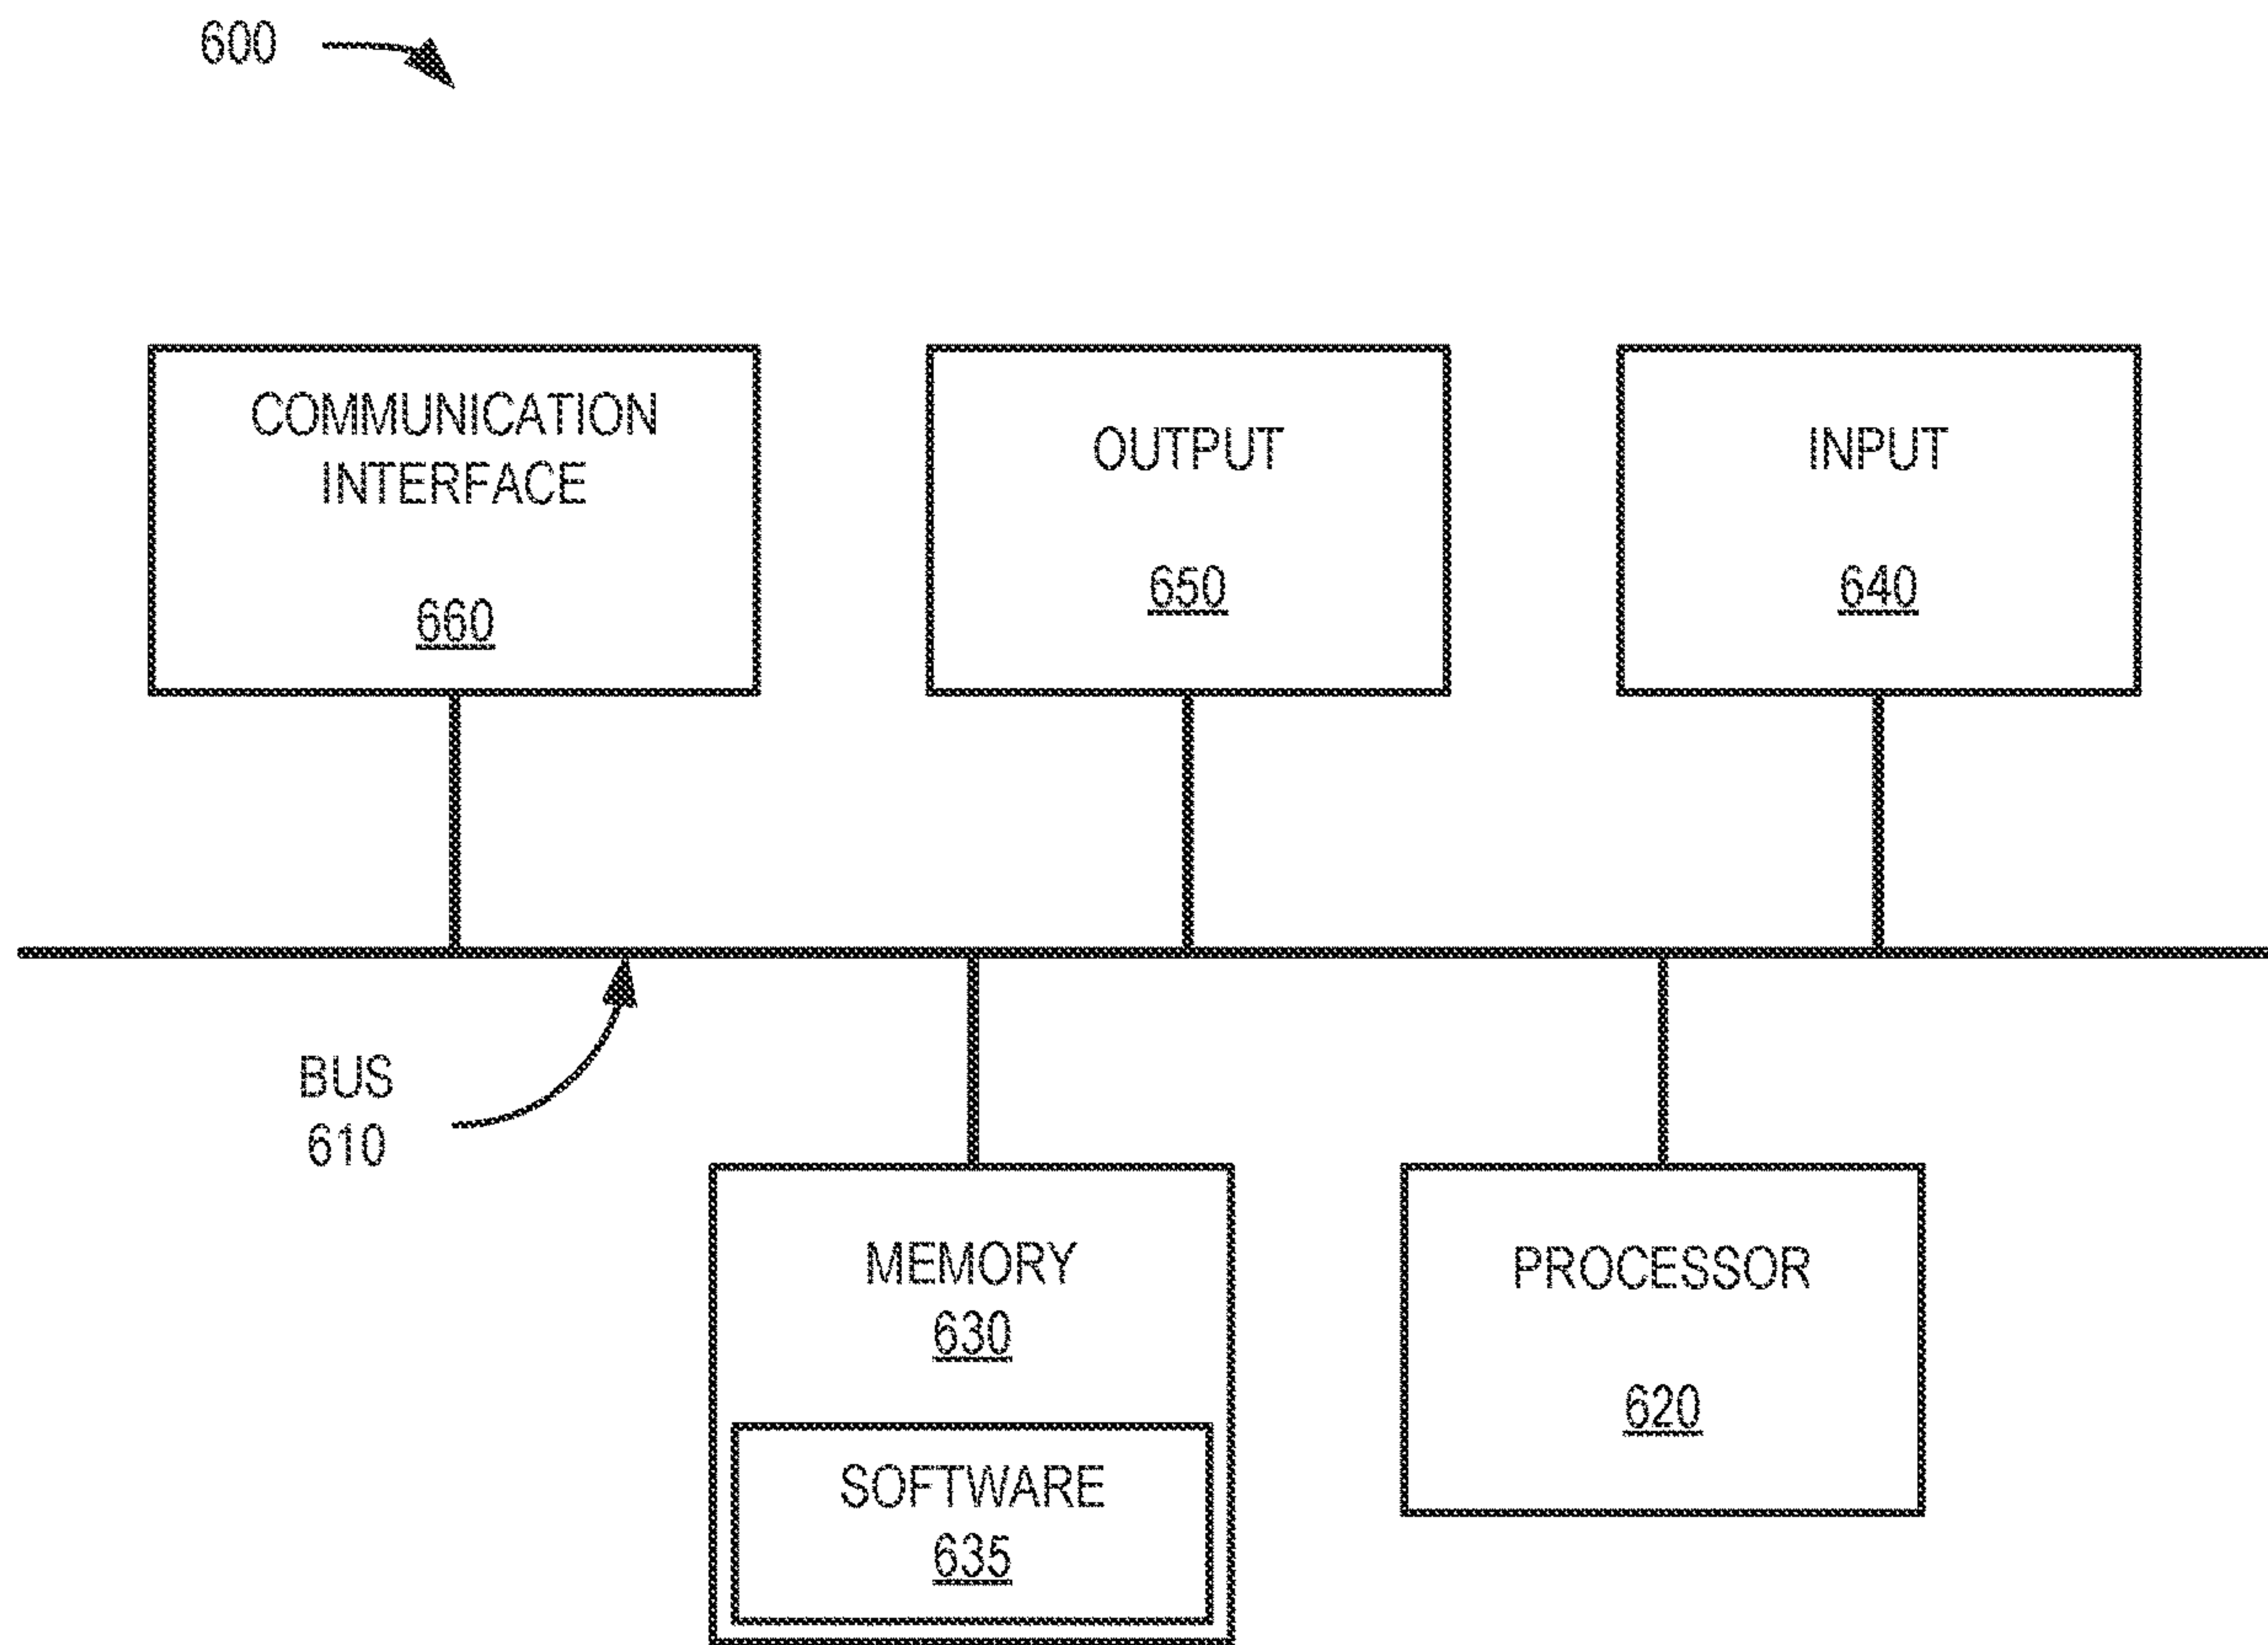 600
COMMUNICATION
INTERFACE
660
OUTPUT
650
INPUT
640
BUS
610
MEMORY
630
SOFTWARE
635
PROCESSOR
620